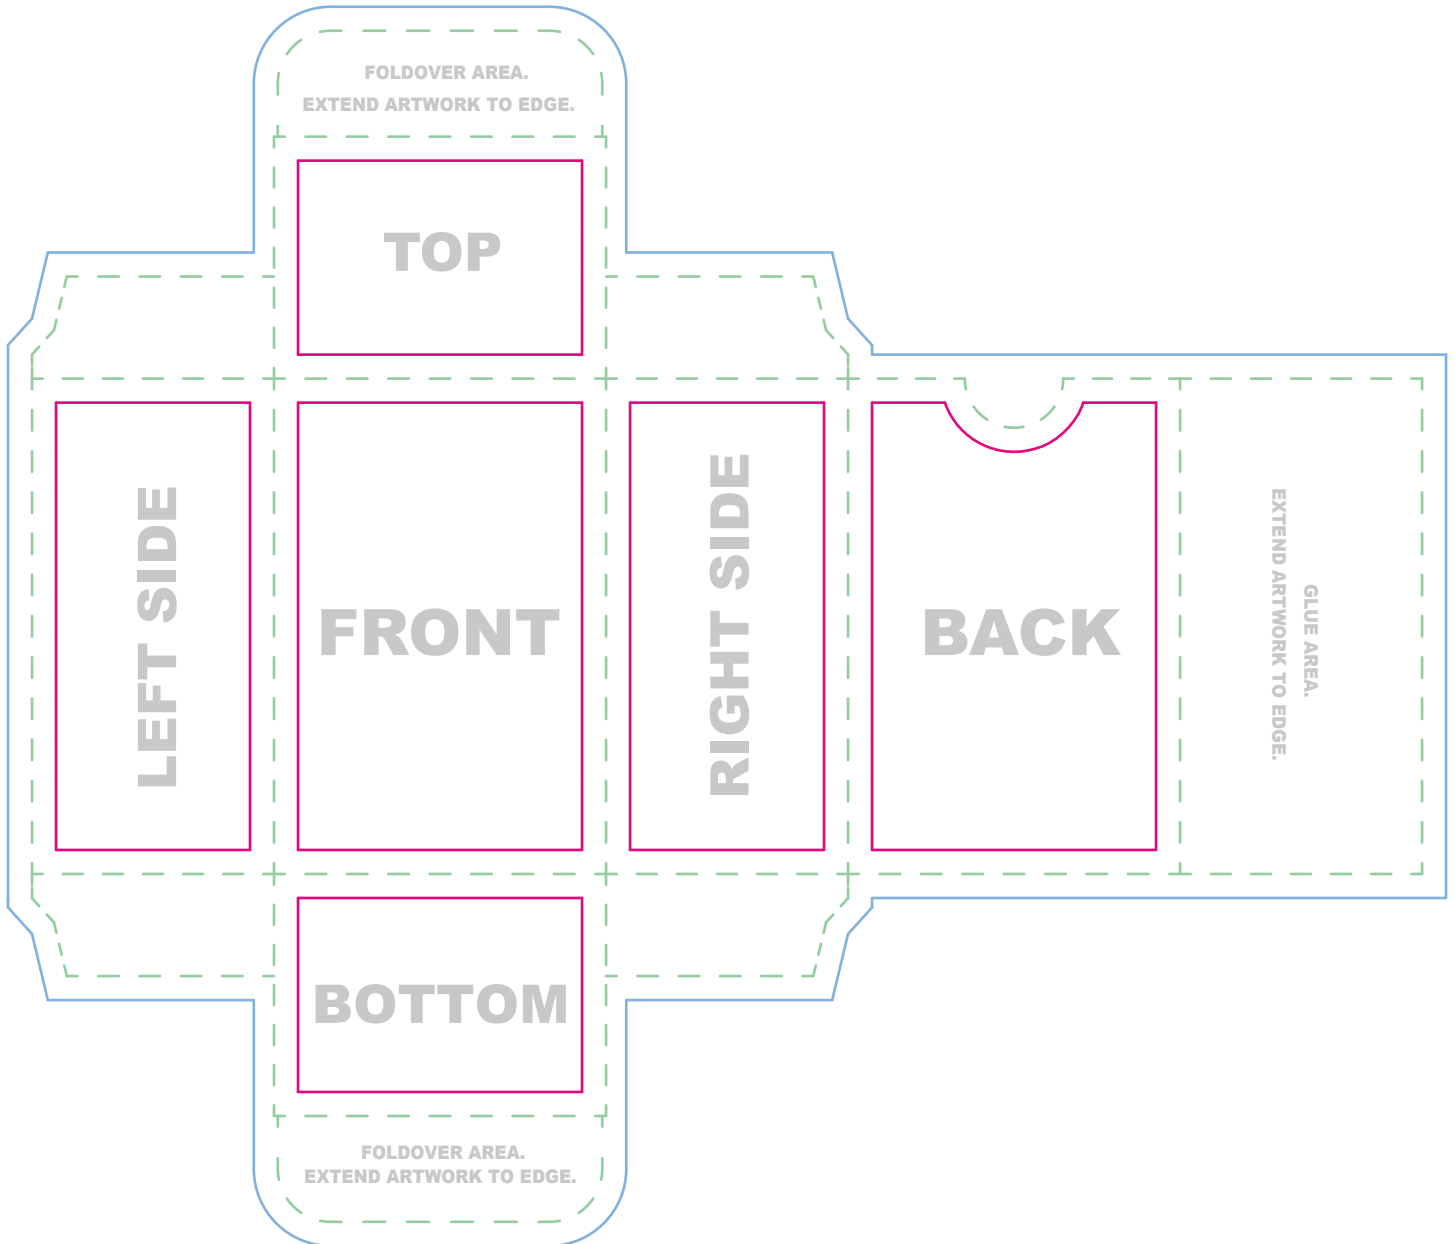 FOLDOVER AREA.
EXTEND ARTWORK TO EDGE.
TOP
LEFT SIDE
FRONT
RIGHT SIDE
BACK
GLUE AREA.
EXTEND ARTWORK TO EDGE.
BOTTOM
FOLDOVER AREA.
EXTEND ARTWORK TO EDGE.